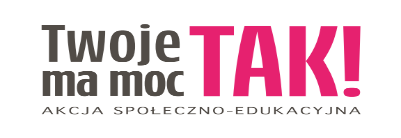 Twoje TAK!
ma moc
AKCJA SPOŁECZNO-EDUKACYJNA